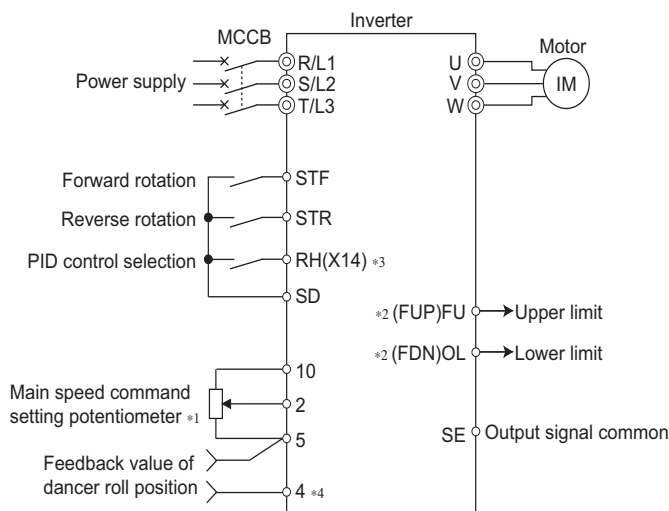 Inverter
MCCB
Motor
Power supply
R/L1
S/L2
T/L3
U
V
W
IM
Forward rotation
STF
Reverse rotation
STR
PID control selection
RH(X14) *3
SD
*2 (FUP)FU
Upper limit
*2 (FDN)OL
Lower limit
10
Main speed command
setting potentiometer *1
2
5
SE
Output signal common
Feedback value of
dancer roll position
4 *4